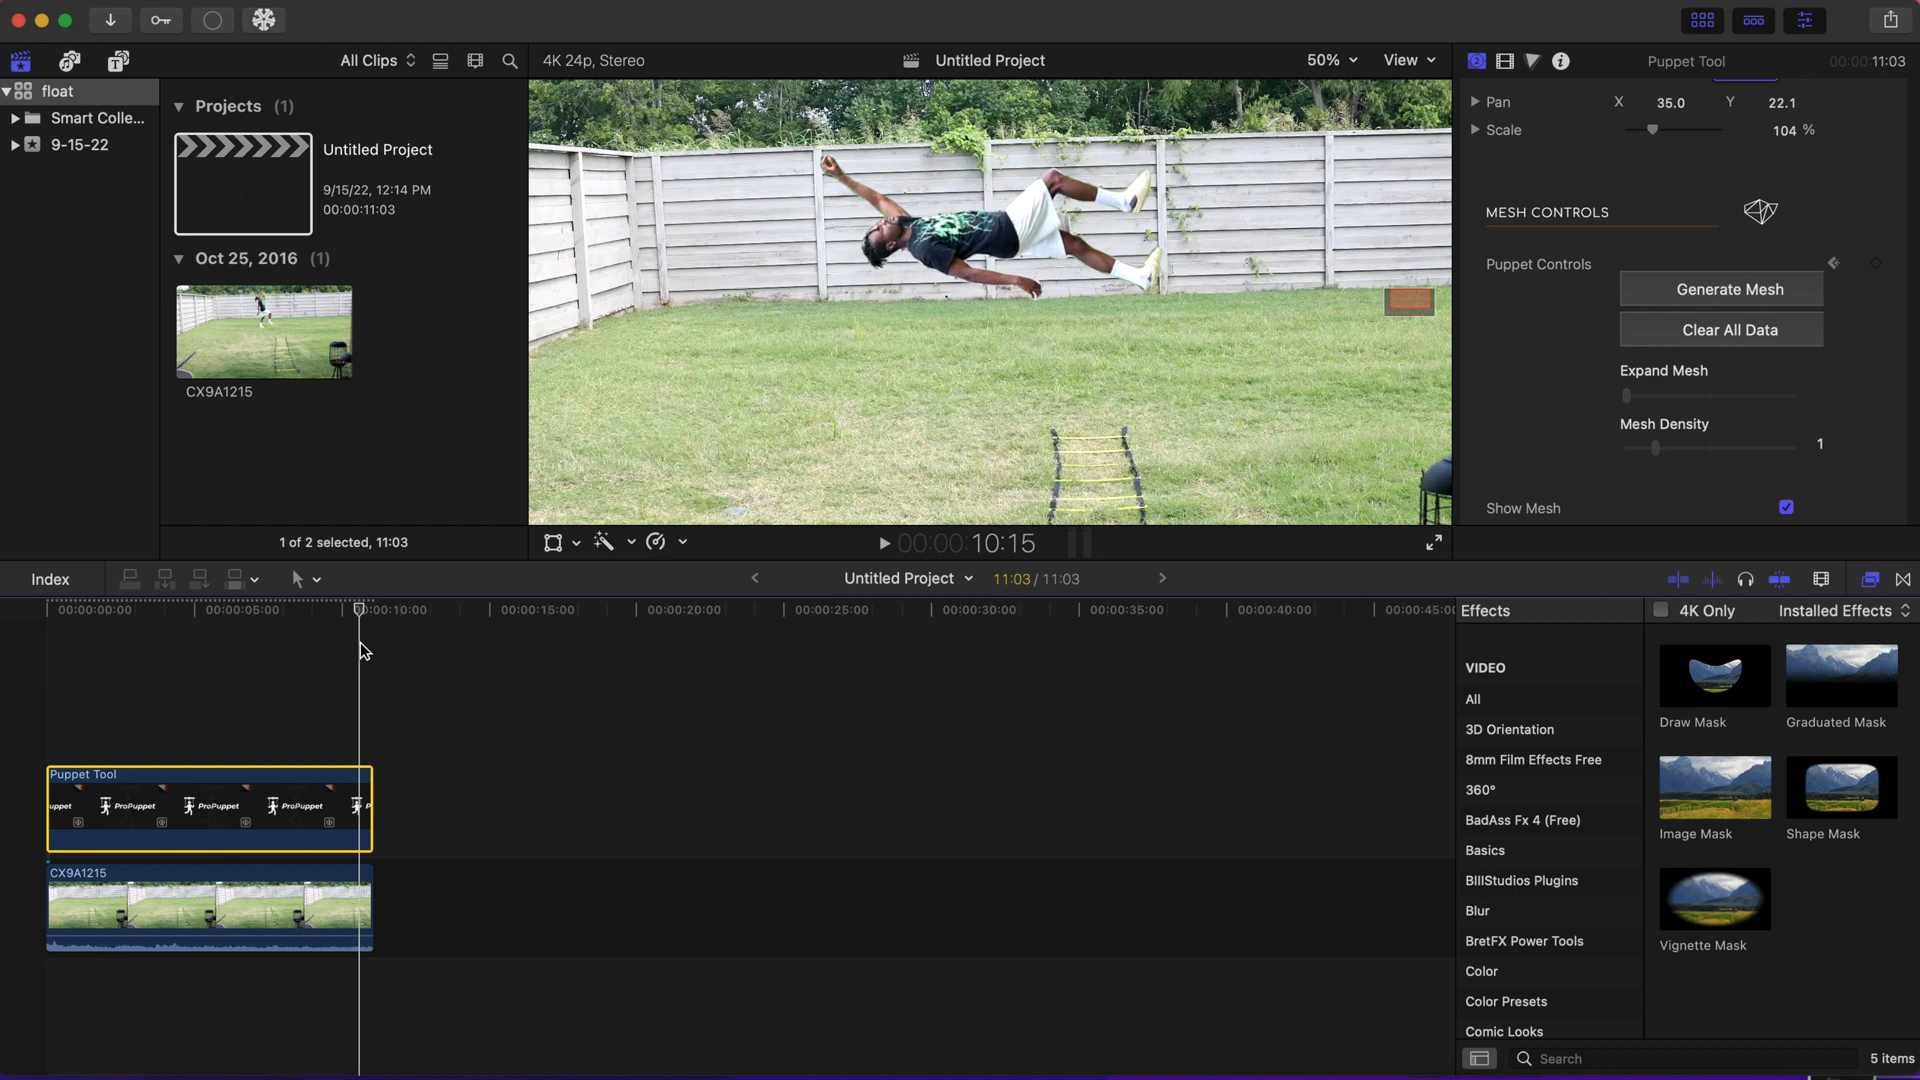 All Clips
4K 24p, Stereo
Untitled Project
50%
View
Puppet Tool
00:00:11:03
float
Smart Colle...
9-15-22
Projects (1)
Untitled Project
9/15/22, 12:14 PM
00:00:11:03
Oct 25, 2016 (1)
CX9A1215
1 of 2 selected, 11:03
00:00:10:15
Pan X 35.0 Y 22.1
Scale 104 %
MESH CONTROLS
Puppet Controls
Generate Mesh
Clear All Data
Expand Mesh
Mesh Density
1
Show Mesh
Index
Untitled Project
11:03 / 11:03
00:00:00:00
00:00:05:00
00:00:10:00
00:00:15:00
00:00:20:00
00:00:25:00
00:00:30:00
00:00:35:00
00:00:40:00
00:00:45:00
Puppet Tool
uppet
ProPuppet
ProPuppet
ProPuppet
P
CX9A1215
Effects
4K Only
Installed Effects
VIDEO
All
3D Orientation
8mm Film Effects Free
360°
BadAss Fx 4 (Free)
Basics
BIllStudios Plugins
Blur
BretFX Power Tools
Color
Color Presets
Comic Looks
Draw Mask
Graduated Mask
Image Mask
Shape Mask
Vignette Mask
Search
5 items